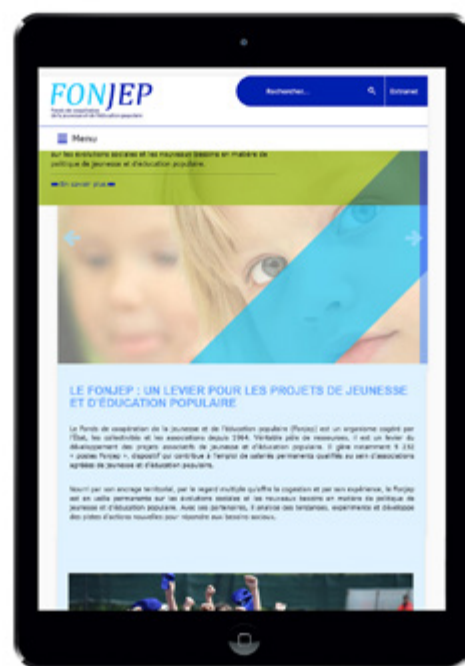 FONJEP
Fonds de coopération
de la jeunesse et de l'éducation populaire
Recherchez...
Extranet
Menu
sur les évolutions sociales et les nouveaux besoins en matière de
politique de jeunesse et d'éducation populaire.
En savoir plus
LE FONJEP : UN LEVIER POUR LES PROJETS DE JEUNESSE
ET D'ÉDUCATION POPULAIRE
Le Fonds de coopération de la jeunesse et de l'éducation populaire (Fonjep) est un organisme cogéré par
l'État, les collectivités et les associations depuis 1964. Véritable pôle de ressources, il est un levier du
développement des projets associatifs de jeunesse et d'éducation populaire. Il gère notamment 5 232
« postes Fonjep », dispositif qui contribue à l'emploi de salariés permanents qualifiés au sein d'associations
agréées de jeunesse et d'éducation populaire.
Nourri par son ancrage territorial, par le regard multiple qu'offre la cogestion et par son expérience, le Fonjep
est en veille permanente sur les évolutions sociales et les nouveaux besoins en matière de politique de
jeunesse et d'éducation populaire. Avec ses partenaires, il analyse ces tendances, expérimente et développe
des pistes d'actions nouvelles pour répondre aux besoins sociaux.